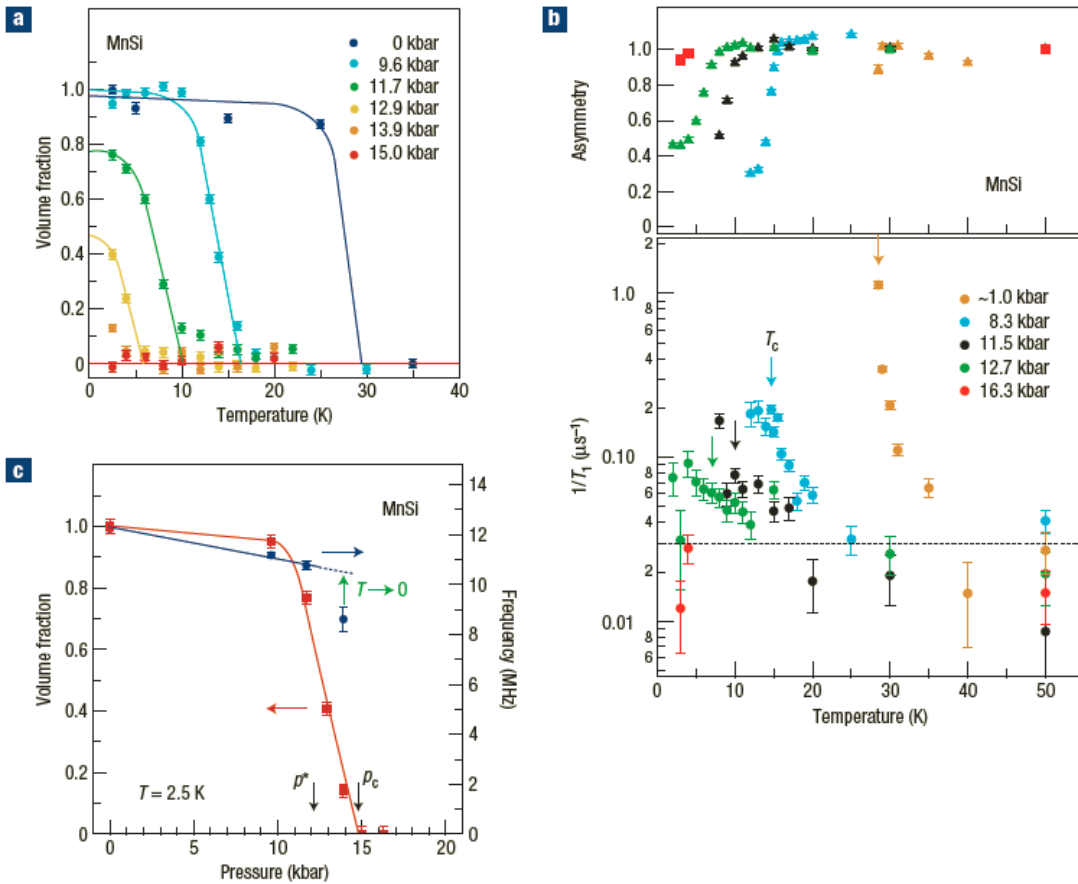 a
MnSi
0 kbar
9.6 kbar
11.7 kbar
12.9 kbar
13.9 kbar
15.0 kbar
1.0
0.8
0.6
0.4
0.2
0
Volume fraction
0 10 20 30 40
Temperature (K)
b
1.0
0.8
0.6
0.4
0.2
0
Asymmetry
MnSi
2
1.0
8
6
4
2
0.10
8
6
4
2
0.01
8
6
1/T₁ (μs⁻¹)
T_c
~1.0 kbar
8.3 kbar
11.5 kbar
12.7 kbar
16.3 kbar
0 10 20 30 40 50
Temperature (K)
c
MnSi
1.0
0.8
0.6
0.4
0.2
0
Volume fraction
14
12
10
8
6
4
2
0
Frequency (MHz)
T → 0
p* p_c
T = 2.5 K
0 5 10 15 20
Pressure (kbar)